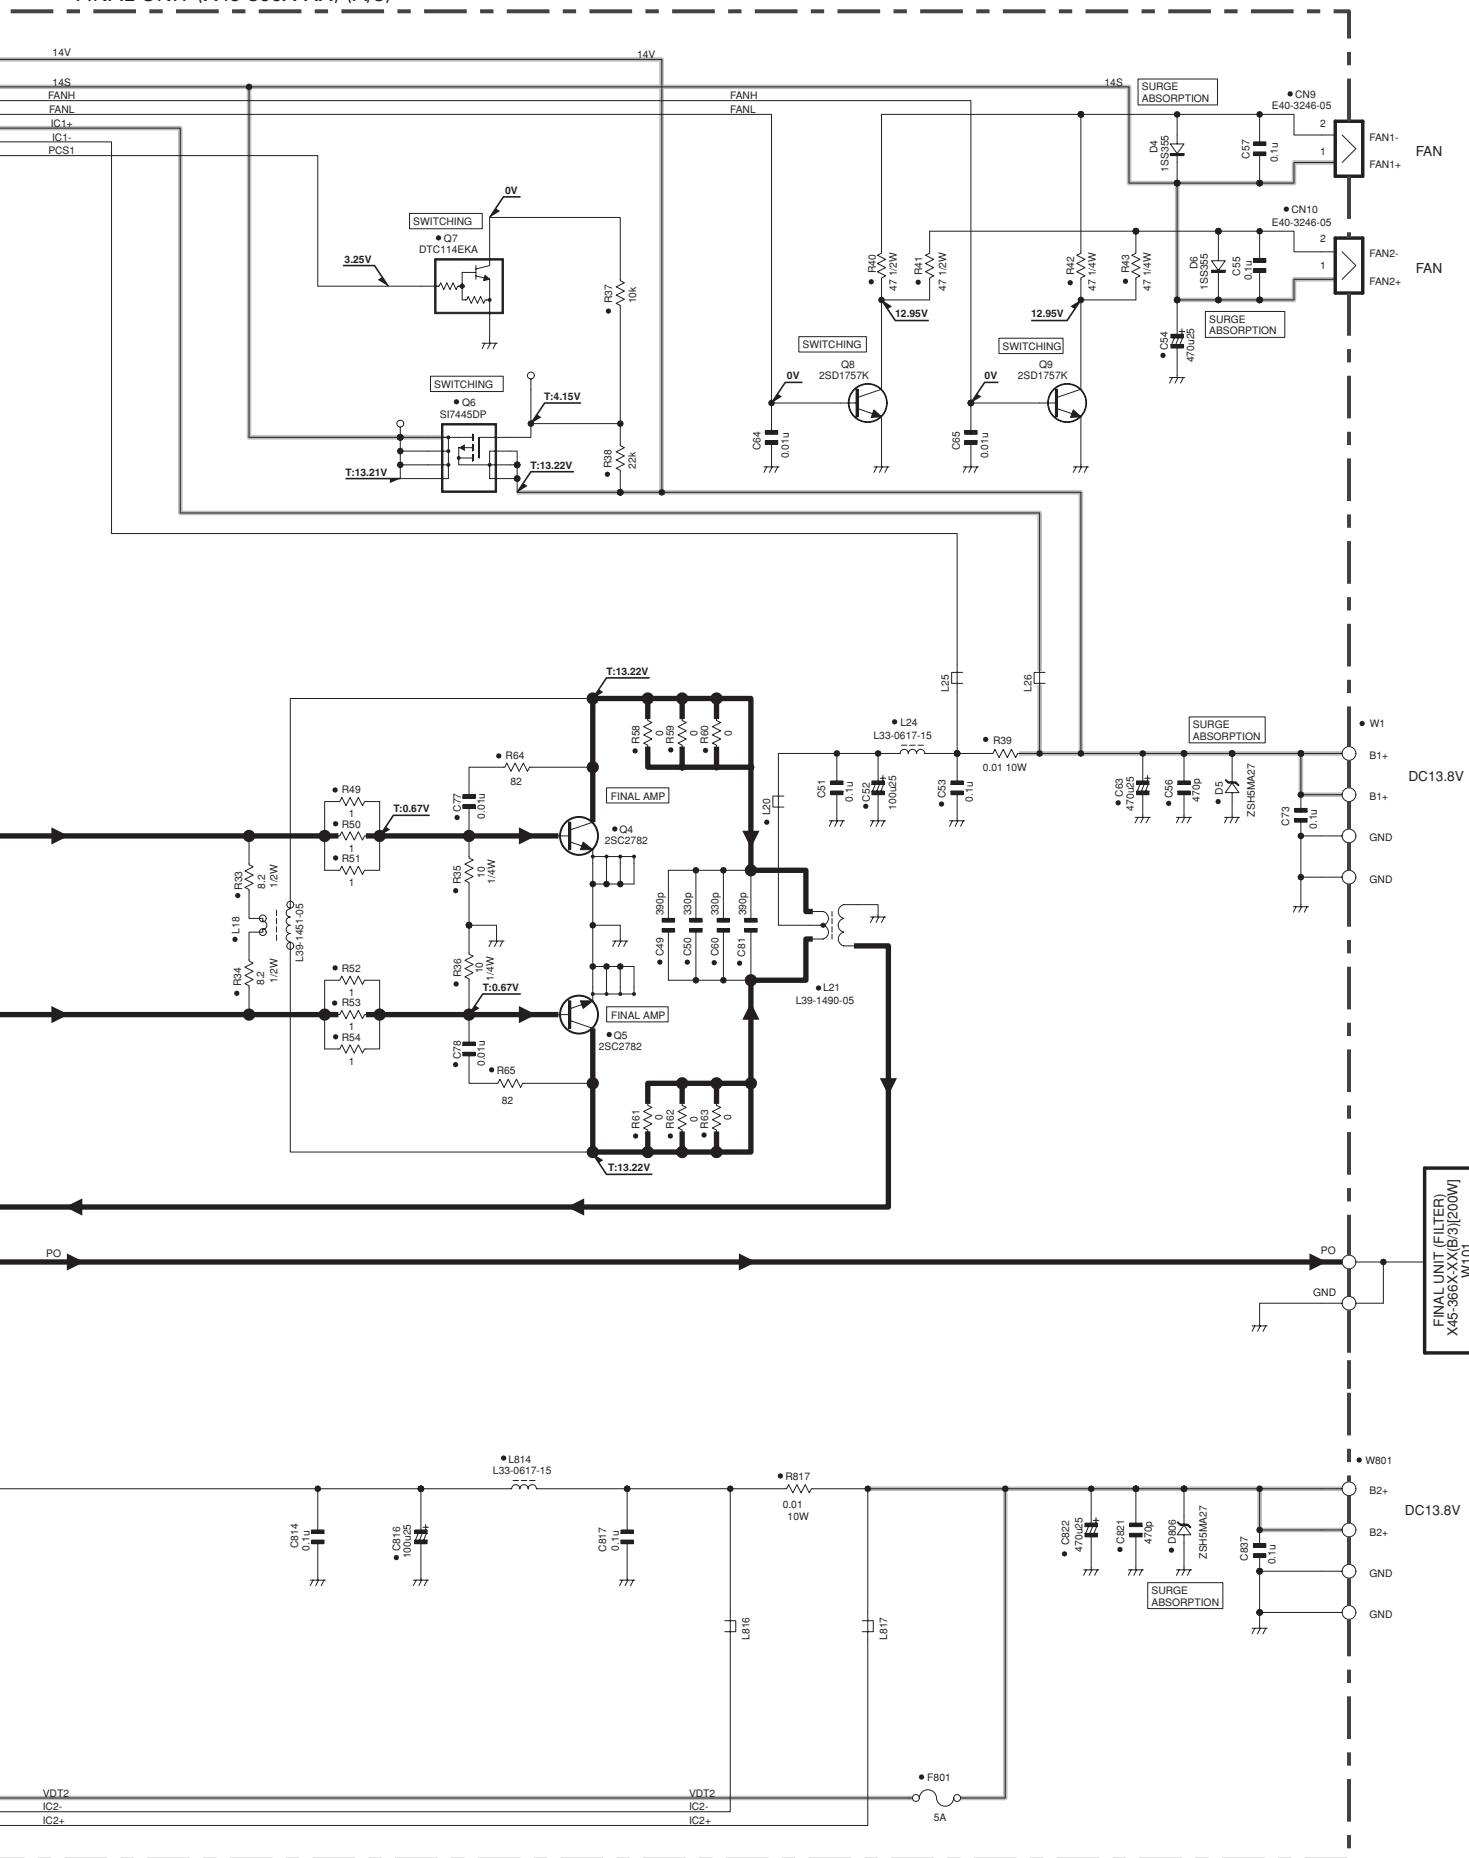 14V
14V
14S
14S
FANH
FANH
FANL
FANL
IC1+
IC1-
PCS1
SURGE
ABSORPTION
CN9
E40-3246-05
2
1
FAN1-
FAN1+
FAN
D4
1SS355
C57
0.1u
CN10
E40-3246-05
2
1
FAN2-
FAN2+
FAN
D6
1SS355
C55
0.1u
SURGE
ABSORPTION
C54
470u25
0V
SWITCHING
Q7
DTC114EKA
3.25V
R37
10k
R40
47 1/2W
R41
47 1/2W
R42
47 1/4W
R43
47 1/4W
12.95V
12.95V
SWITCHING
Q8
2SD1757K
SWITCHING
Q9
2SD1757K
0V
0V
C64
0.01u
C65
0.01u
SWITCHING
Q6
SI7445DP
T:4.15V
T:13.21V
T:13.22V
R38
22k
T:13.22V
L25
L26
R58
0
R59
0
R60
0
L24
L33-0617-15
R39
0.01 10W
SURGE
ABSORPTION
W1
B1+
B1+
GND
GND
DC13.8V
C51
0.1u
C52
100u25
C53
0.1u
C63
470u25
C56
470p
D5
ZSH5MA27
C73
0.1u
L20
R64
82
C77
0.01u
FINAL AMP
Q4
2SC2782
R49
1
R50
1
R51
1
T:0.67V
R33
8.2
1/2W
L18
L39-1451-05
R34
8.2
1/2W
R35
10
1/4W
R36
10
1/4W
C49
390p
C50
330p
C60
330p
C81
390p
L21
L39-1490-05
R52
1
R53
1
R54
1
T:0.67V
FINAL AMP
Q5
2SC2782
C78
0.01u
R65
82
R61
0
R62
0
R63
0
T:13.22V
PO
PO
GND
FINAL UNIT (FILTER)
X45-366X-XX(B/3)[200W]
W101
L814
L33-0617-15
R817
0.01
10W
W801
B2+
B2+
GND
GND
DC13.8V
C814
0.1u
C816
100u25
C817
0.1u
C822
470u25
C821
470p
D806
ZSH5MA27
C837
0.1u
SURGE
ABSORPTION
L816
L817
F801
5A
VDT2
VDT2
IC2-
IC2-
IC2+
IC2+